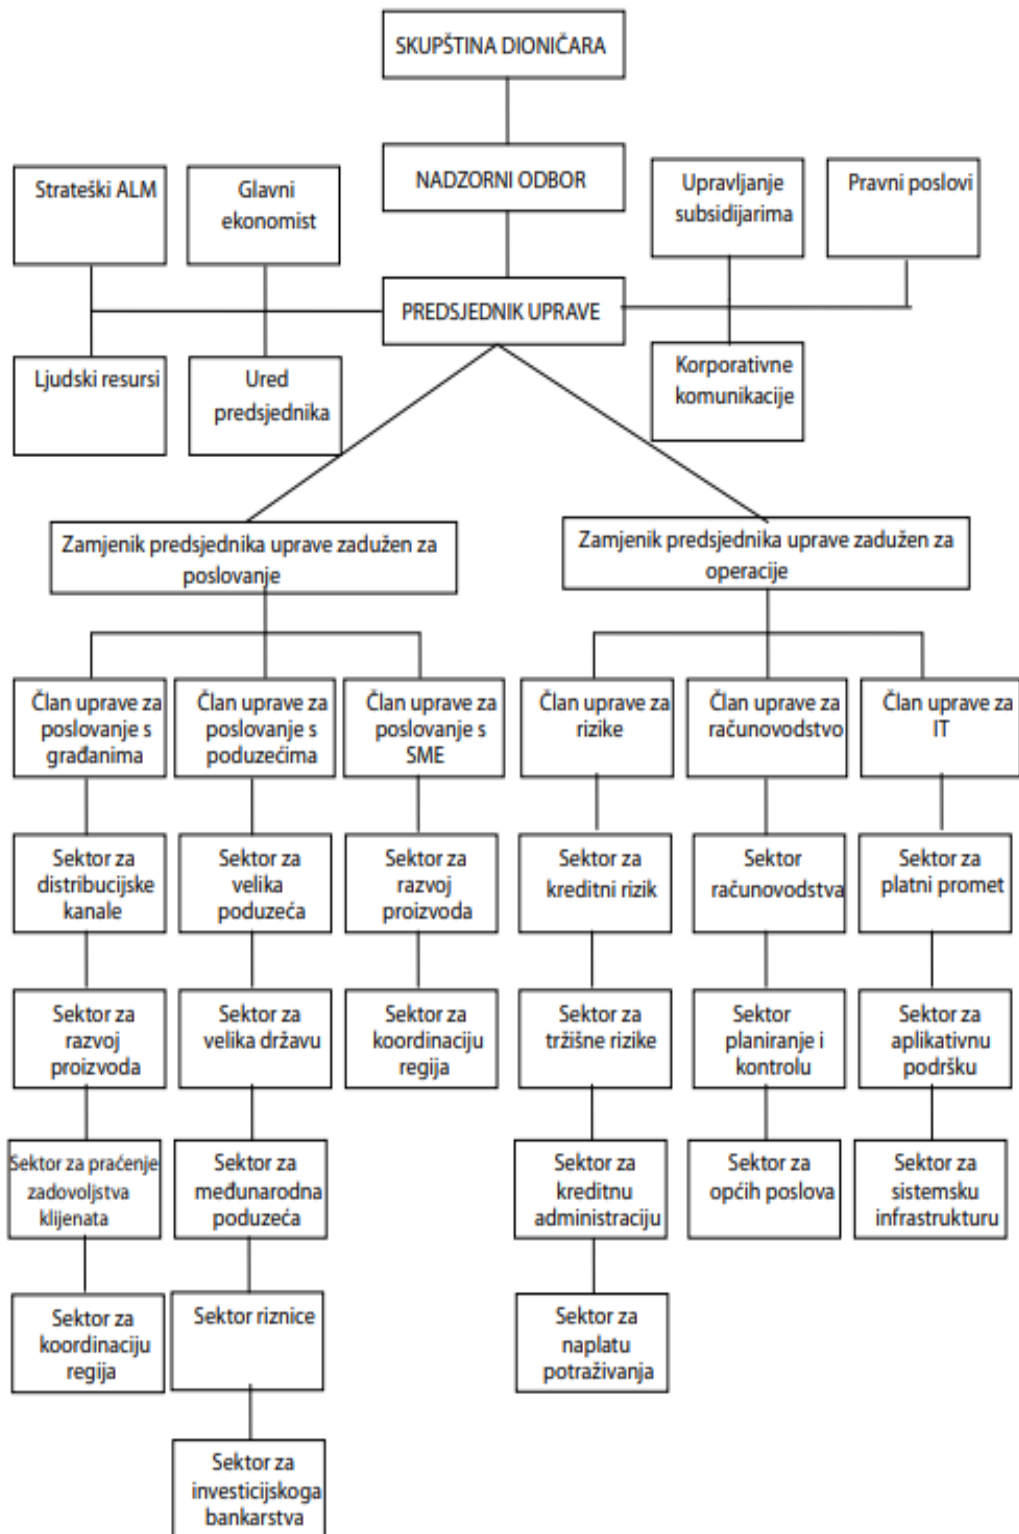 SKUPŠTINA DIONIČARA
NADZORNI ODBOR
Strateški ALM
Glavni
ekonomist
Upravljanje
subsidijarima
Pravni poslovi
PREDSJEDNIK UPRAVE
Ljudski resursi
Ured
predsjednika
Korporativne
komunikacije
Zamjenik predsjednika uprave zadužen za
poslovanje
Zamjenik predsjednika uprave zadužen za
operacije
Član uprave za
poslovanje s
građanima
Član uprave za
poslovanje s
poduzećima
Član uprave za
poslovanje s
SME
Član uprave za
rizike
Član uprave za
računovodstvo
Član uprave za
IT
Sektor za
distribucijske
kanale
Sektor za
velika
poduzeća
Sektor za
razvoj
proizvoda
Sektor za
kreditni rizik
Sektor
računovodstva
Sektor za
platni promet
Sektor za
razvoj
proizvoda
Sektor za
velika državu
Sektor za
koordinaciju
regija
Sektor za
tržišne rizike
Sektor
planiranje i
kontrolu
Sektor za
aplikativnu
podršku
Sektor za praćenje
zadovoljstva
klijenata
Sektor za
međunarodna
poduzeća
Sektor za
kreditnu
administraciju
Sektor za
općih poslova
Sektor za
sistemsku
infrastrukturu
Sektor za
koordinaciju
regija
Sektor riznice
Sektor za
naplatu
potraživanja
Sektor za
investicijskoga
bankarstva